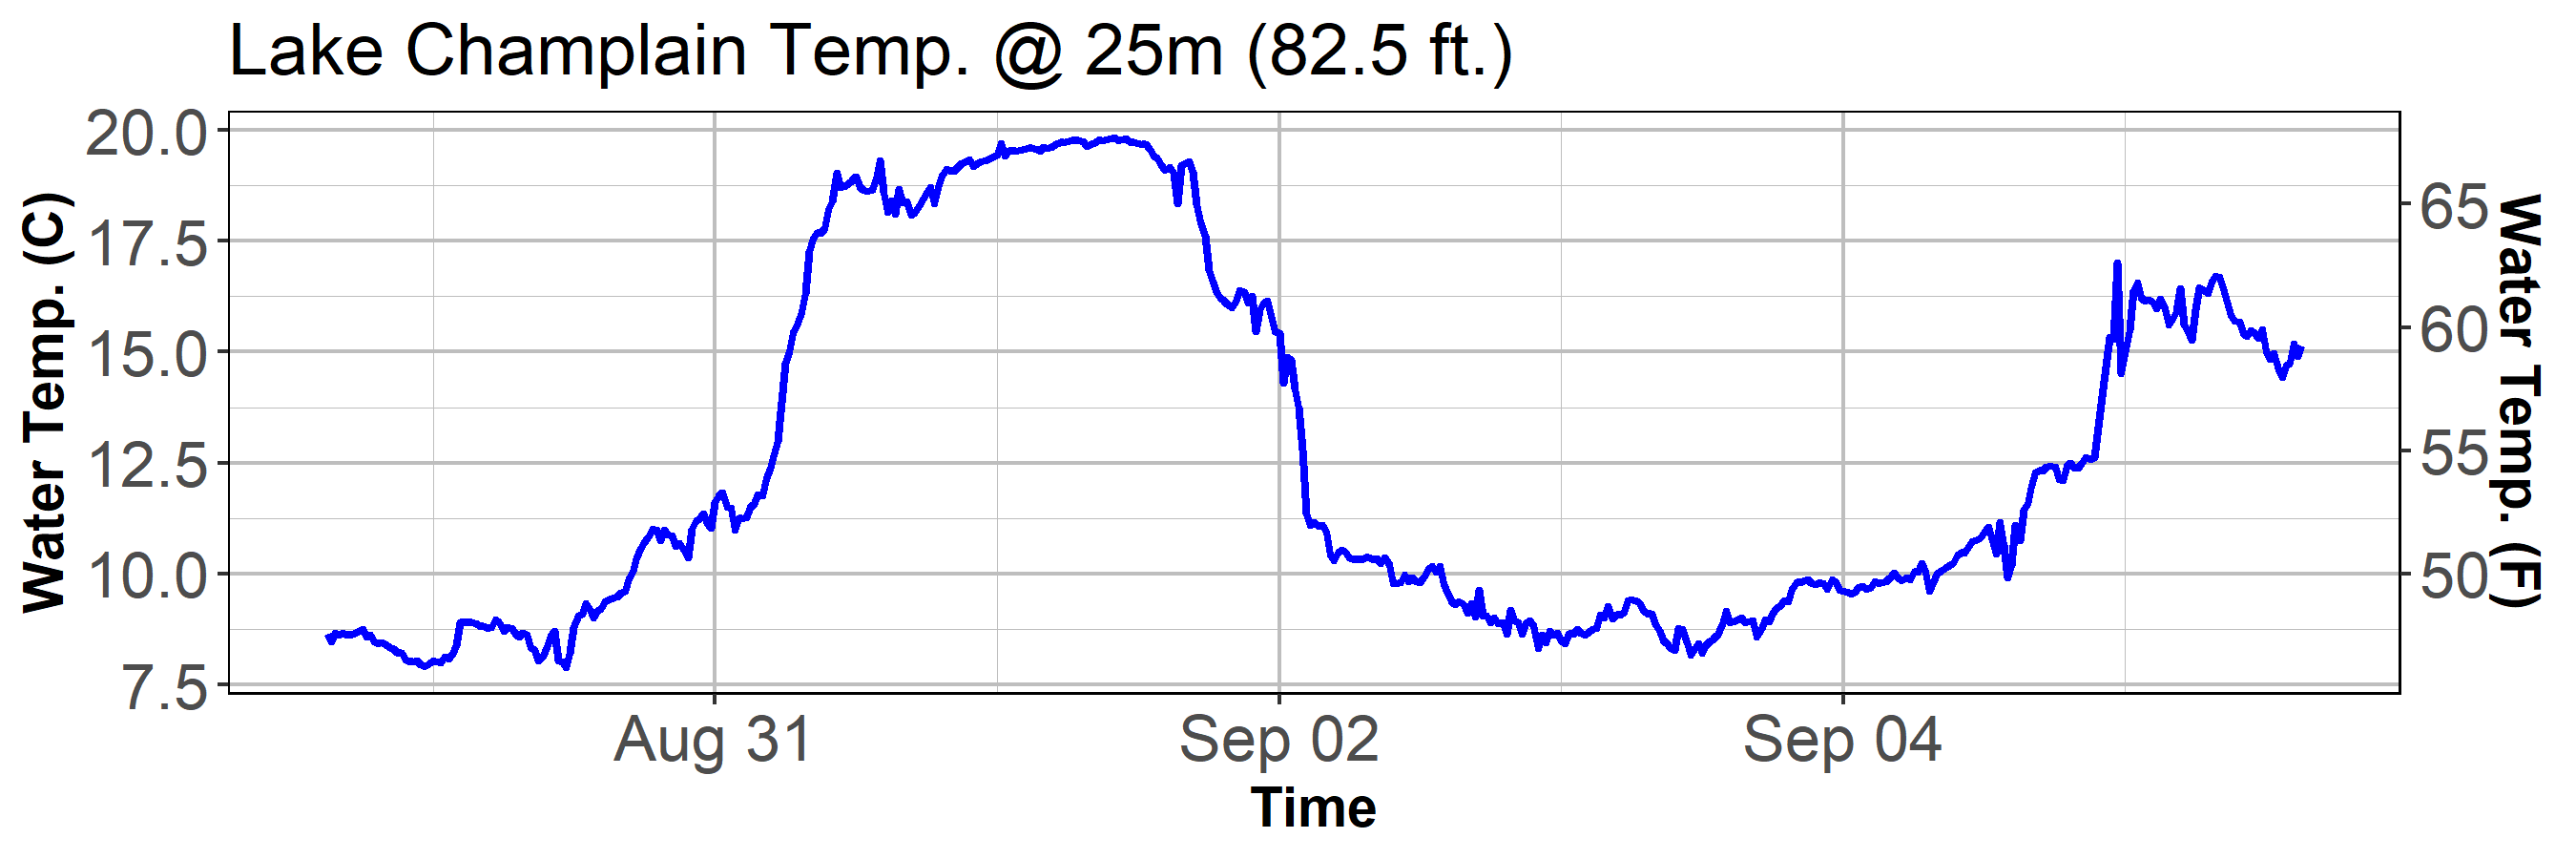 Lake Champlain Temp. @ 25m (82.5 ft.)
Water Temp. (C)
20.0
17.5
15.0
12.5
10.0
7.5
65
60
55
50
Water Temp. (F)
Aug 31
Sep 02
Sep 04
Time